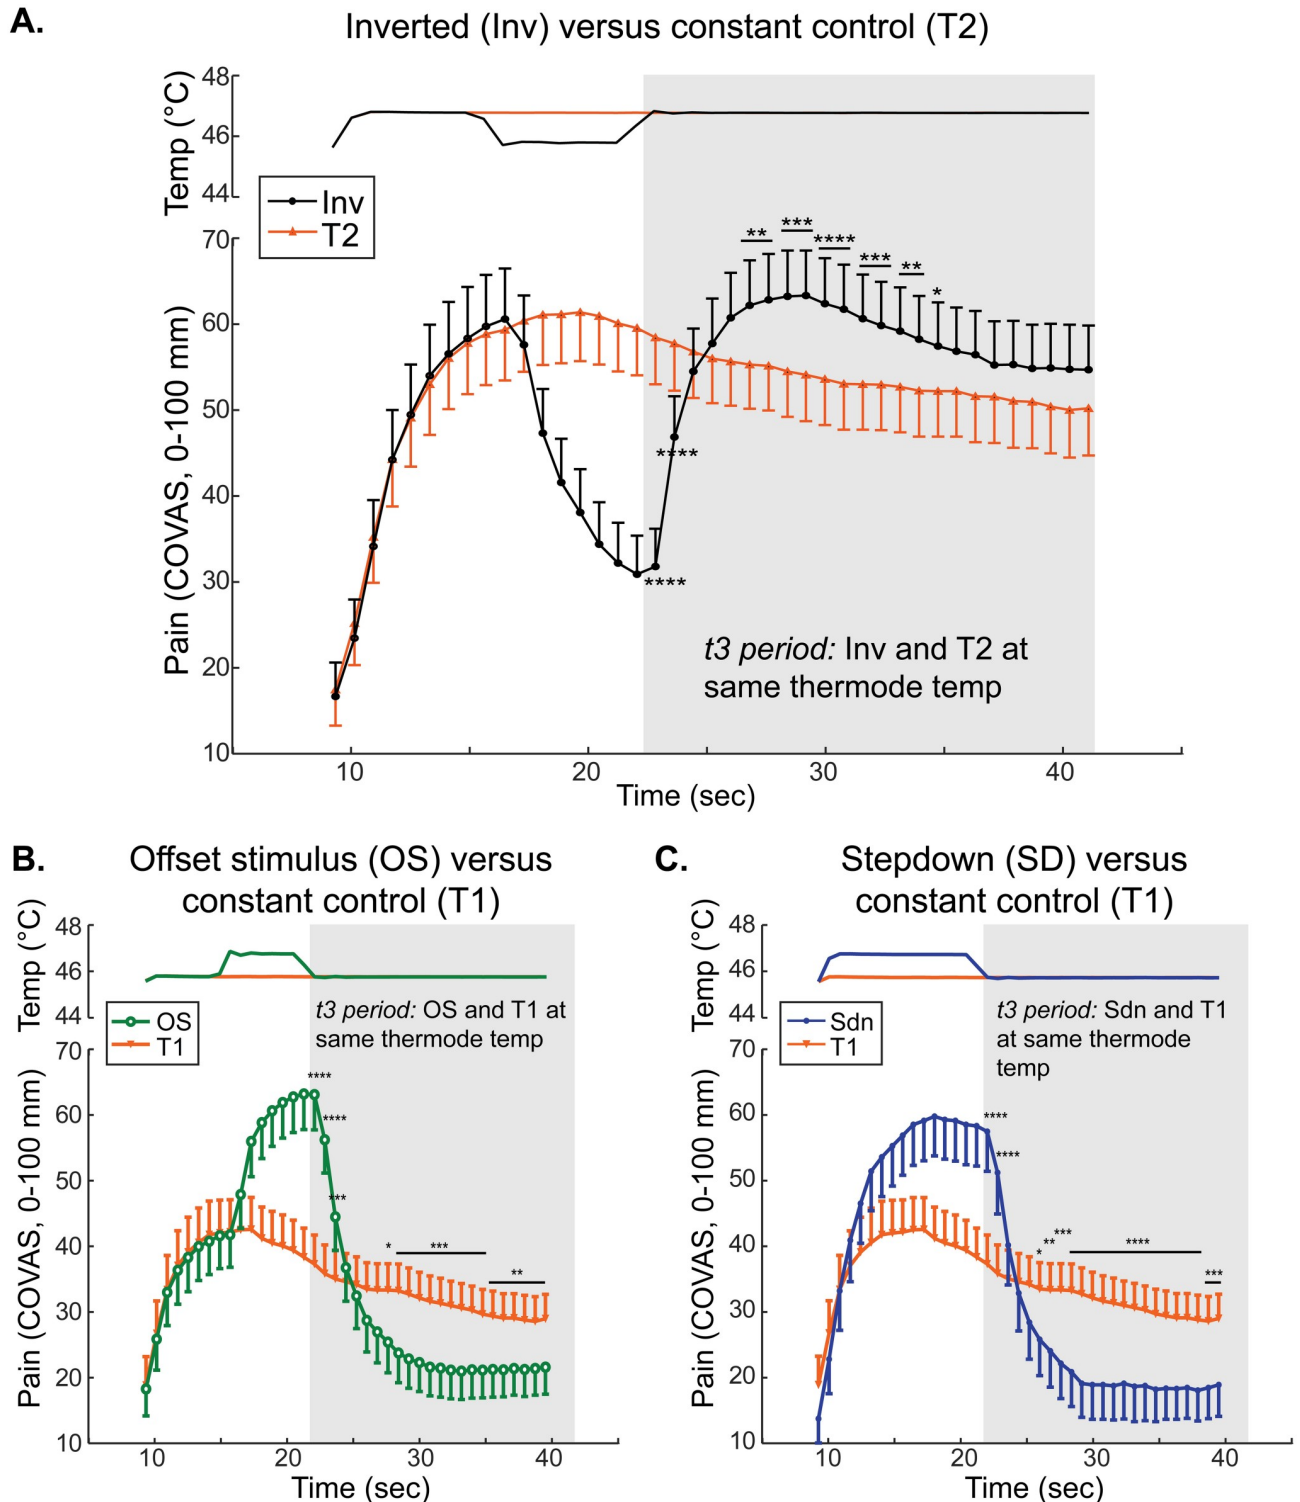 A.
Inverted (Inv) versus constant control (T2)
Temp (°C)
48
46
44
Inv
T2
Pain (COVAS, 0-100 mm)
70
60
50
40
30
20
10
**
***
****
***
**
*
****
****
t3 period: Inv and T2 at
same thermode temp
10
20
30
40
Time (sec)
B.
Offset stimulus (OS) versus
constant control (T1)
Temp (°C)
48
46
44
OS
T1
t3 period: OS and T1 at
same thermode temp
Pain (COVAS, 0-100 mm)
70
60
50
40
30
20
10
****
****
***
*
***
**
10
20
30
40
Time (sec)
C.
Stepdown (SD) versus
constant control (T1)
Temp (°C)
48
46
44
Sdn
T1
t3 period: Sdn and T1
at same thermode
temp
Pain (COVAS, 0-100 mm)
70
60
50
40
30
20
10
****
****
*
**
***
****
***
10
20
30
40
Time (sec)